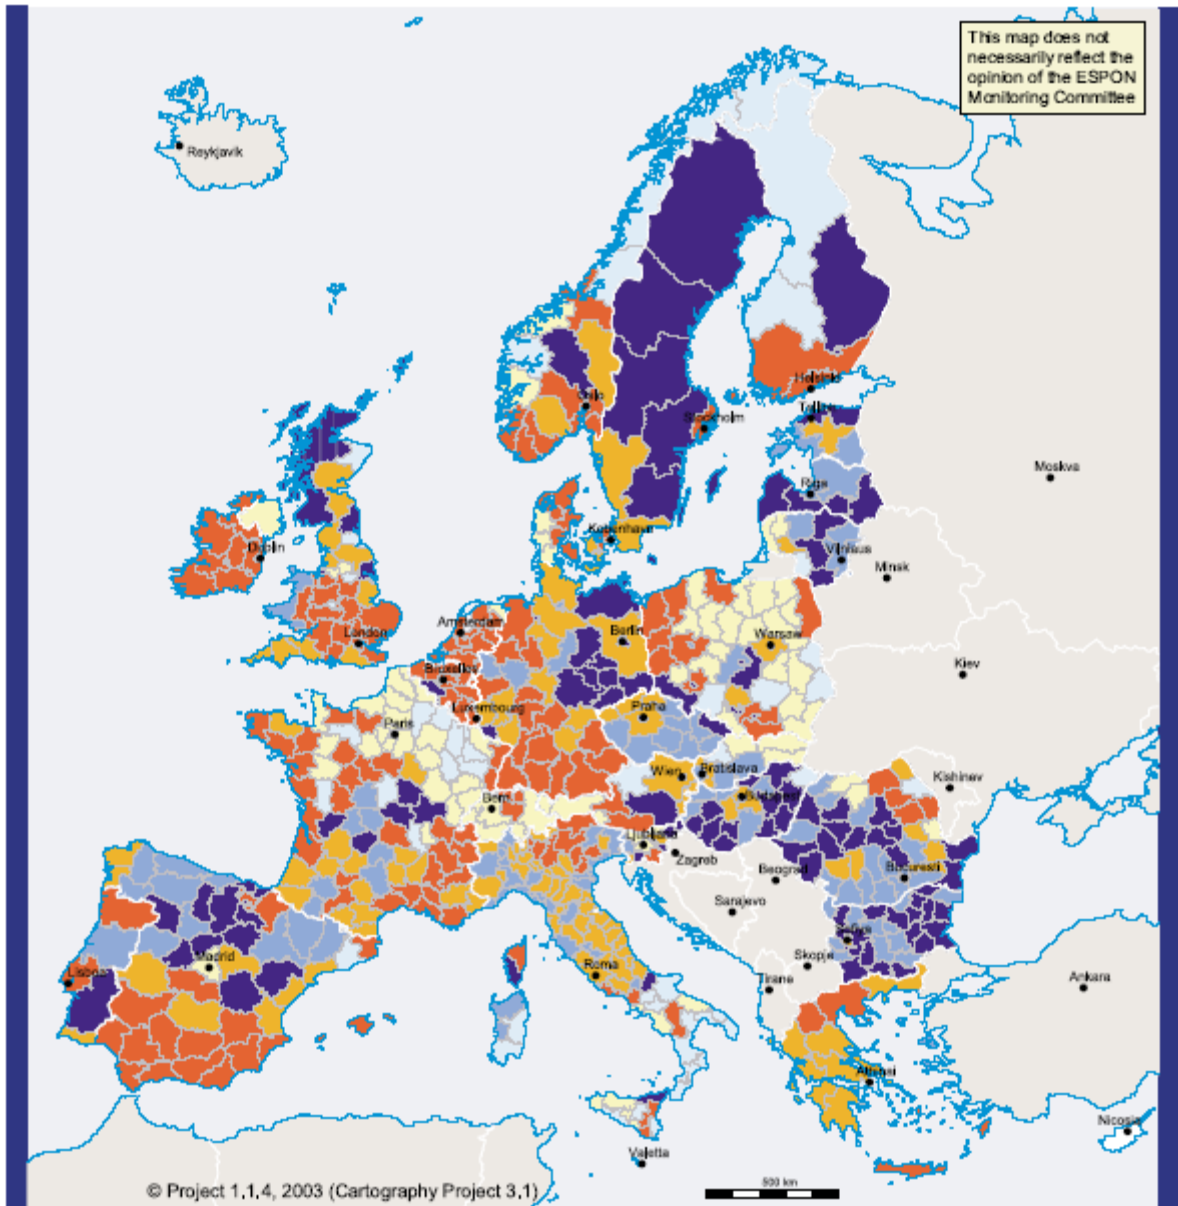 This map does not
necessarily reflect the
opinion of the ESPON
Monitoring Committee
Reykjavik
Oslo
Helsinki
Stockholm
Tallinn
Moskva
Riga
København
Dublin
Vilniaus
Minsk
London
Amsterdam
Berlin
Warsaw
Bruxelles
Kiev
Luxembourg
Praha
Paris
Wien
Bratislava
Kishinev
Bern
Budapest
Ljubljana
Zagreb
Beograd
Bucuresti
Sarajevo
Sofia
Madrid
Skopje
Lisboa
Roma
Tirane
Ankara
Athinai
Nicosia
Valetta
500 km
© Project 1.1.4, 2003 (Cartography Project 3.1)